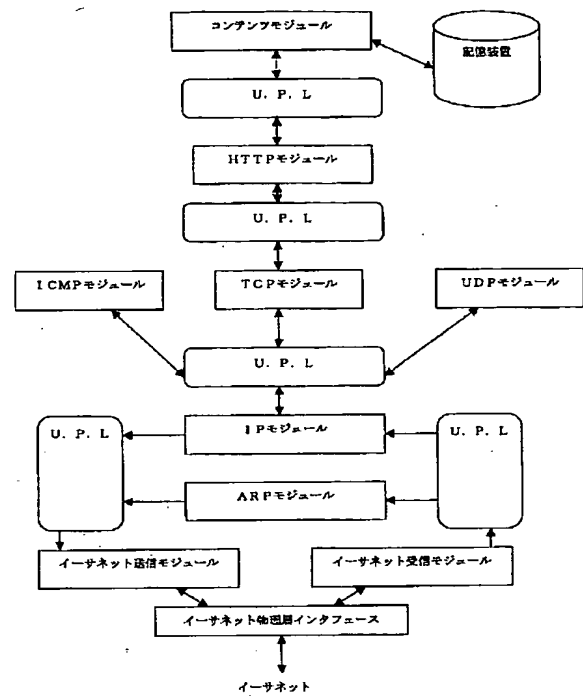 コンテンツモジュール
記憶装置
U. P. L
HTTPモジュール
U. P. L
ICMPモジュール
TCPモジュール
UDPモジュール
U. P. L
U. P. L
IPモジュール
U. P. L
ARPモジュール
イーサネット送信モジュール
イーサネット受信モジュール
イーサネット物理層インタフェース
イーサネット